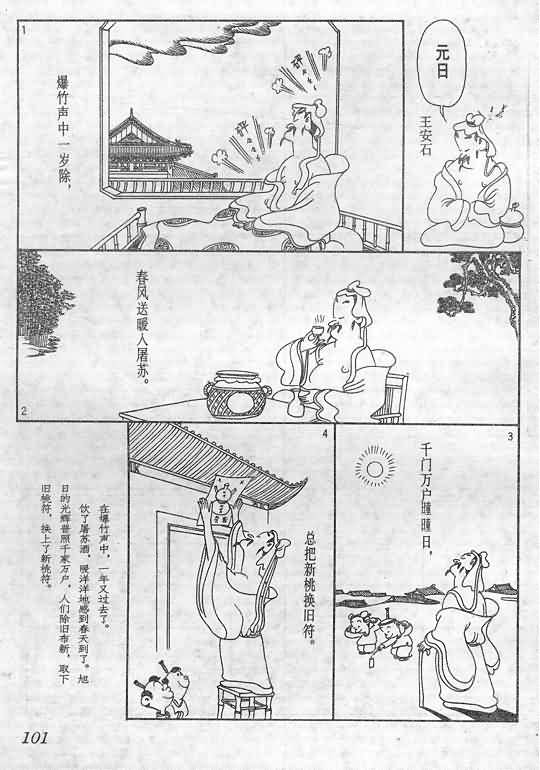 元日
王安石
1
爆竹声中一岁除，
砰
砰
2
春风送暖入屠苏。
3
千门万户曈曈日，
4
总把新桃换旧符。
在爆竹声中，一年又过去了。
饮了屠苏酒，暖洋洋地感到春天到了。旭
日的光辉普照千家万户，人们除旧布新，取下
旧桃符，换上了新桃符。
101